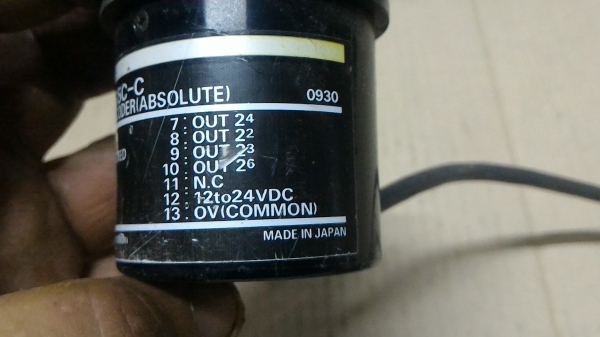 5C-C
CODER(ABSOLUTE) 0930
7 : OUT 2⁴
8 : OUT 2²
9 : OUT 2³
10 : OUT 2⁶
11 : N.C
12 : 12to24VDC
13 : 0V(COMMON)
MADE IN JAPAN